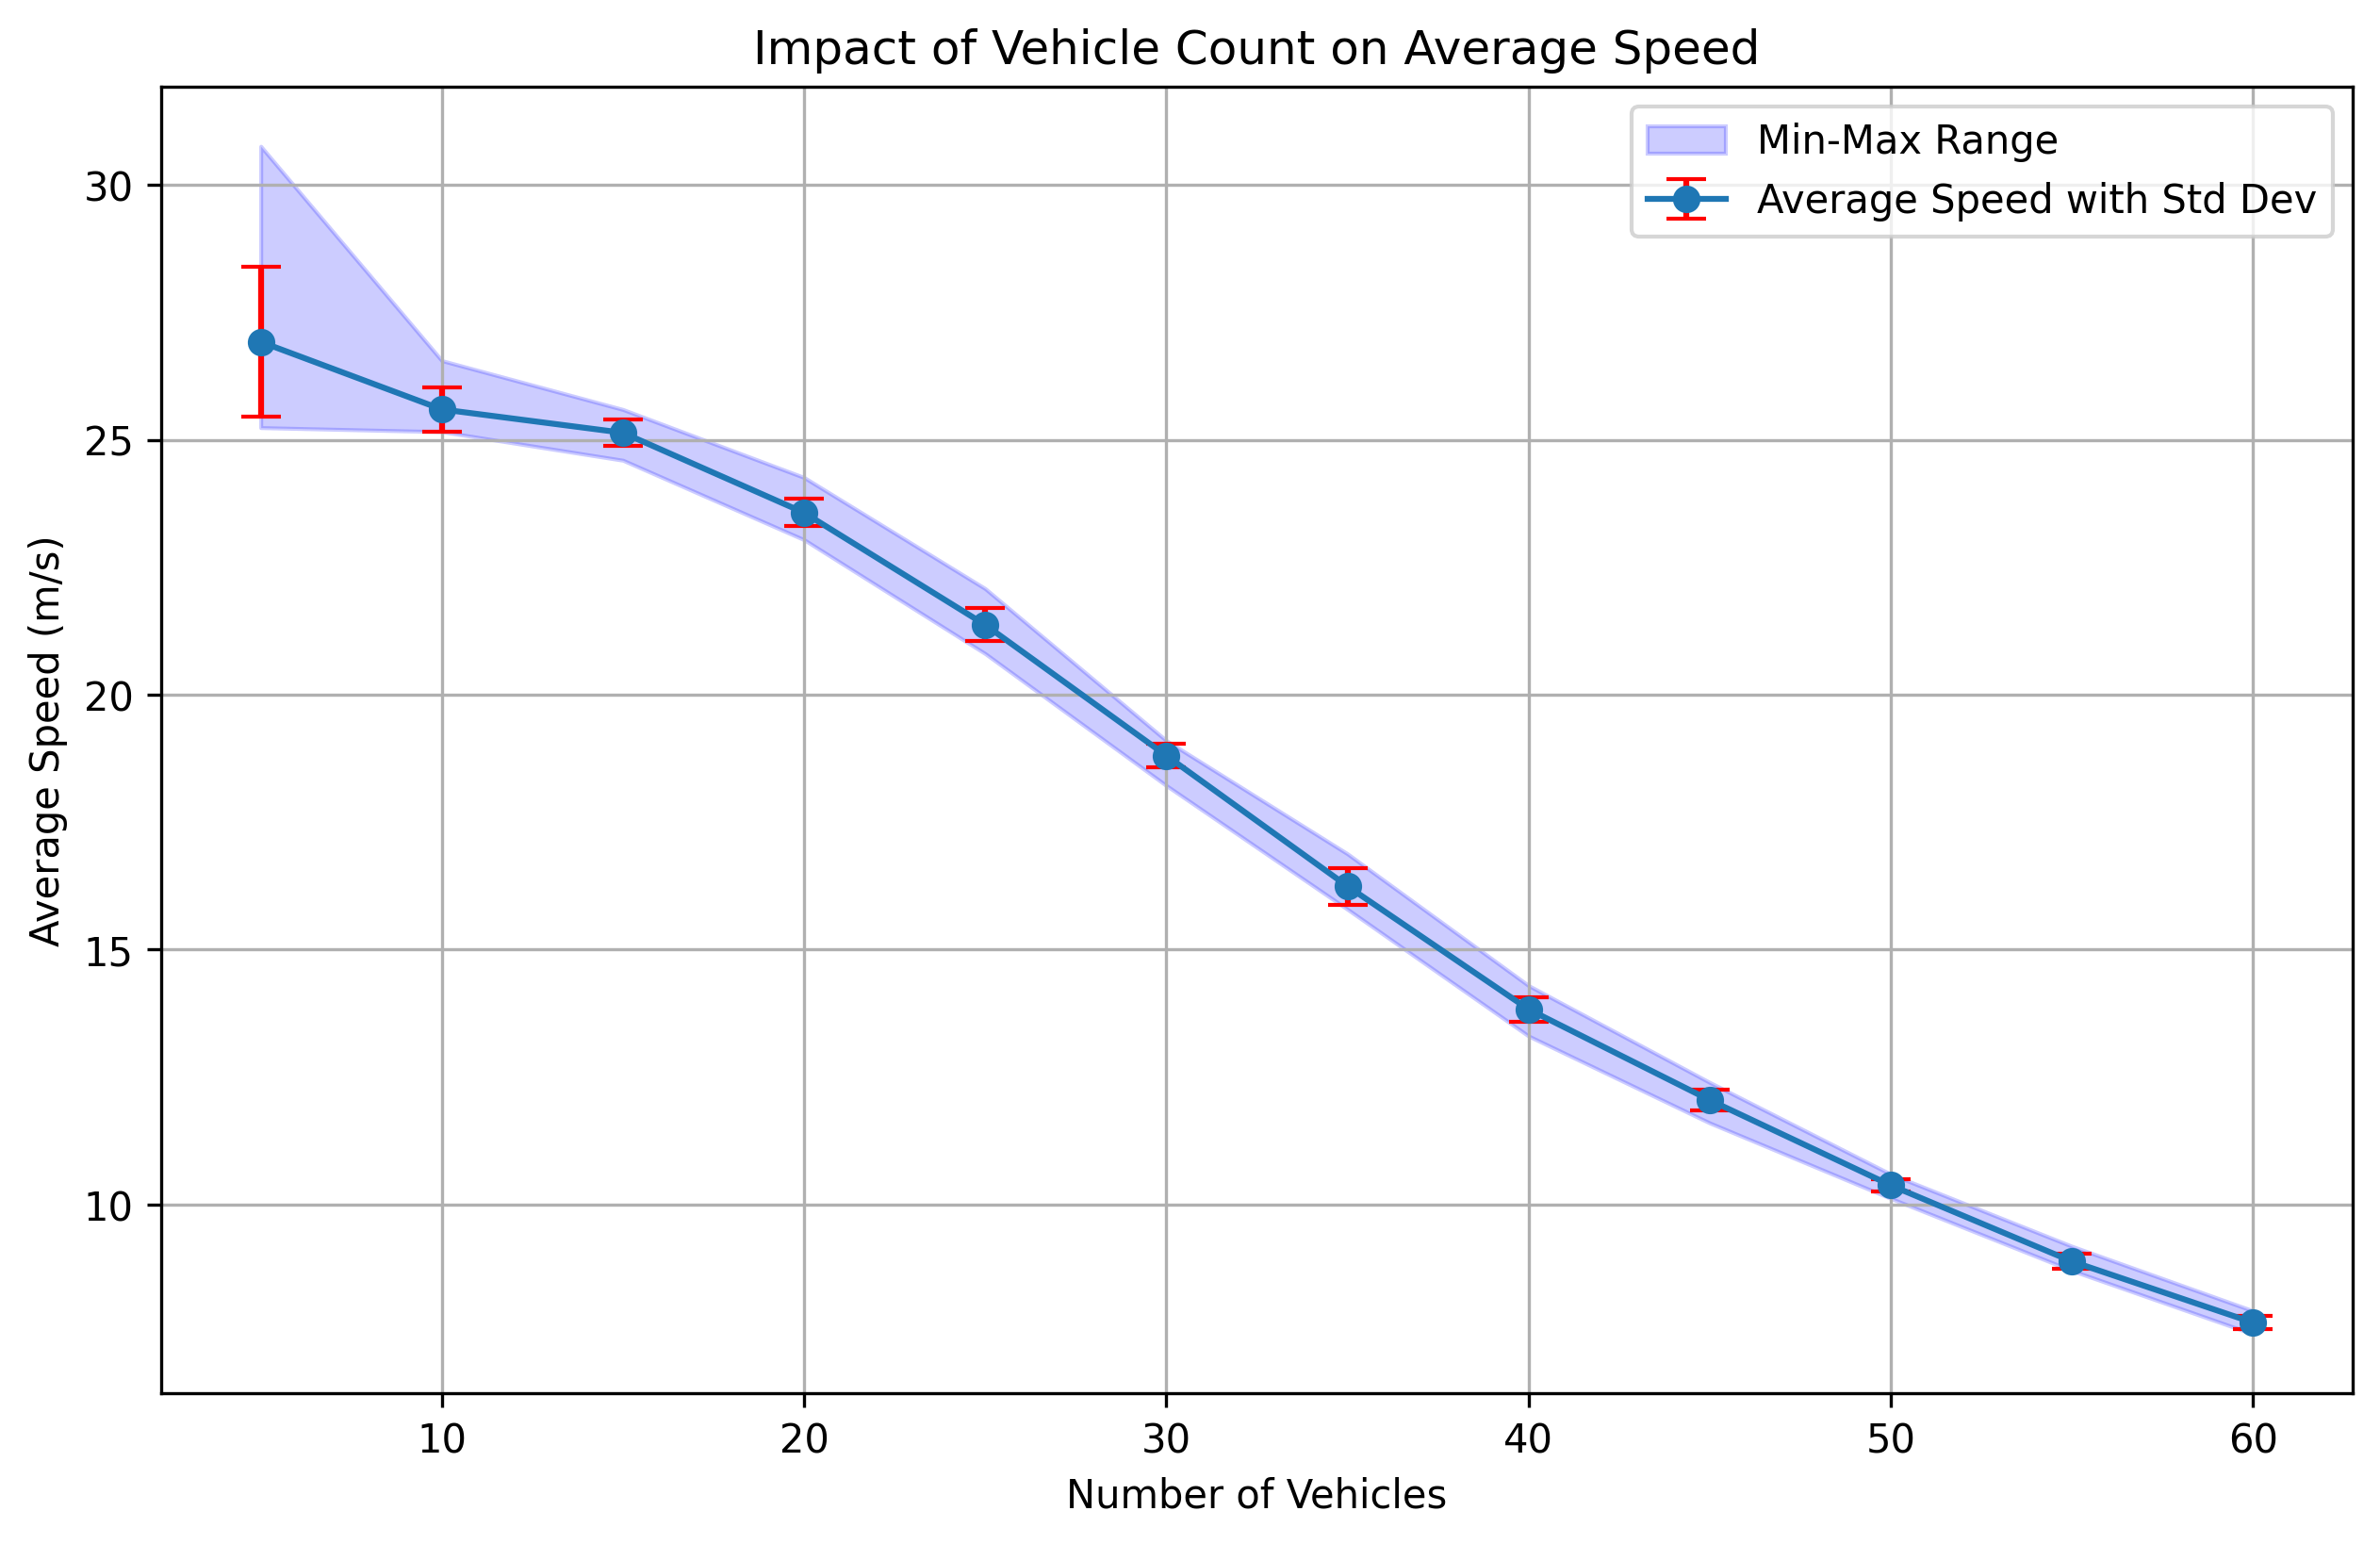 Impact of Vehicle Count on Average Speed
Min-Max Range
Average Speed with Std Dev
30
25
20
15
10
Average Speed (m/s)
10 20 30 40 50 60
Number of Vehicles